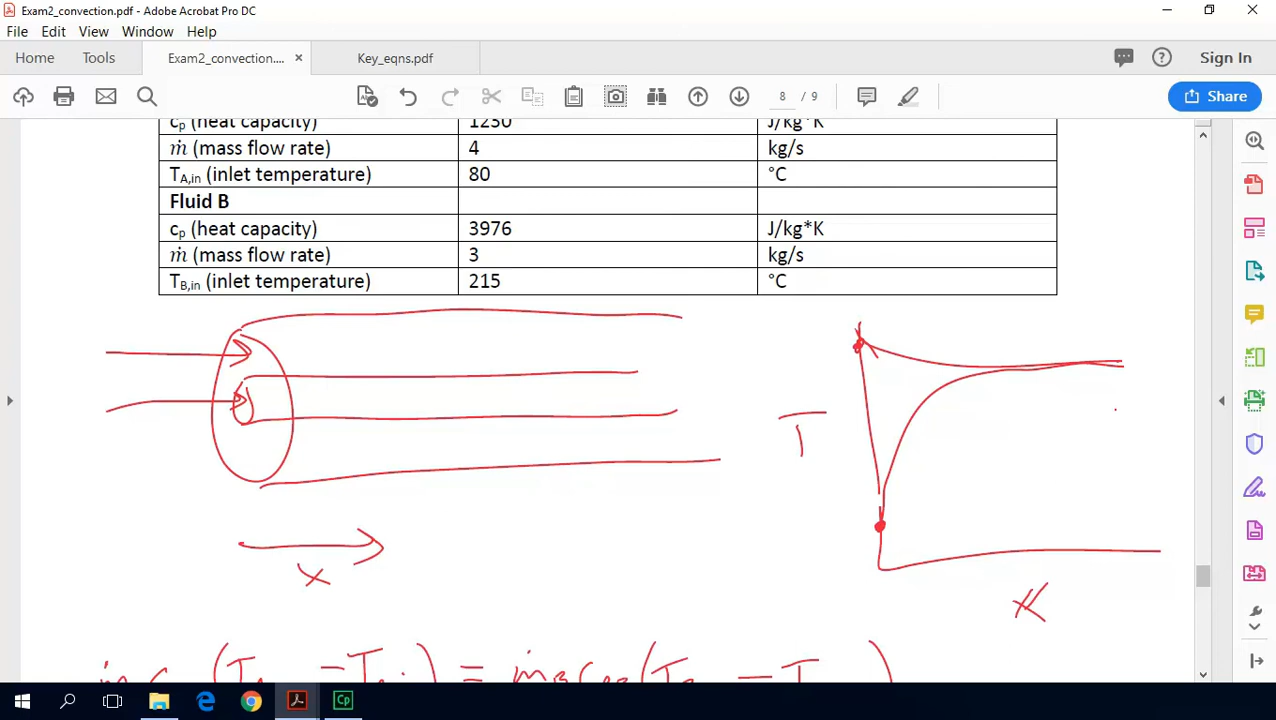 Exam2_convection.pdf - Adobe Acrobat Pro DC
File Edit View Window Help
Home Tools Exam2_convection.... × Key_eqns.pdf Sign In
8 / 9 Share
cp (heat capacity) 1230 J/kg*K
ṁ (mass flow rate) 4 kg/s
TA,in (inlet temperature) 80 °C
Fluid B
cp (heat capacity) 3976 J/kg*K
ṁ (mass flow rate) 3 kg/s
TB,in (inlet temperature) 215 °C
T
x
x